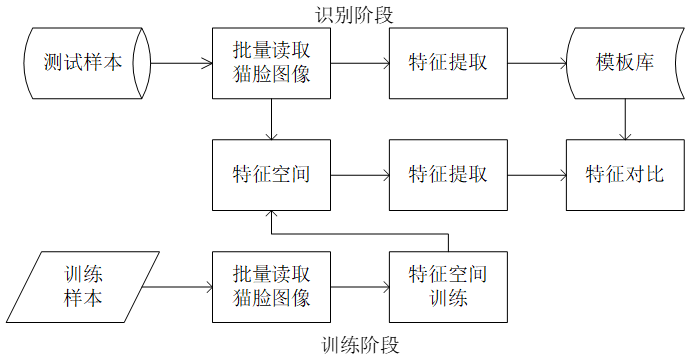 识别阶段
测试样本
批量读取
猫脸图像
特征提取
模板库
特征空间
特征提取
特征对比
训练
样本
批量读取
猫脸图像
特征空间
训练
训练阶段